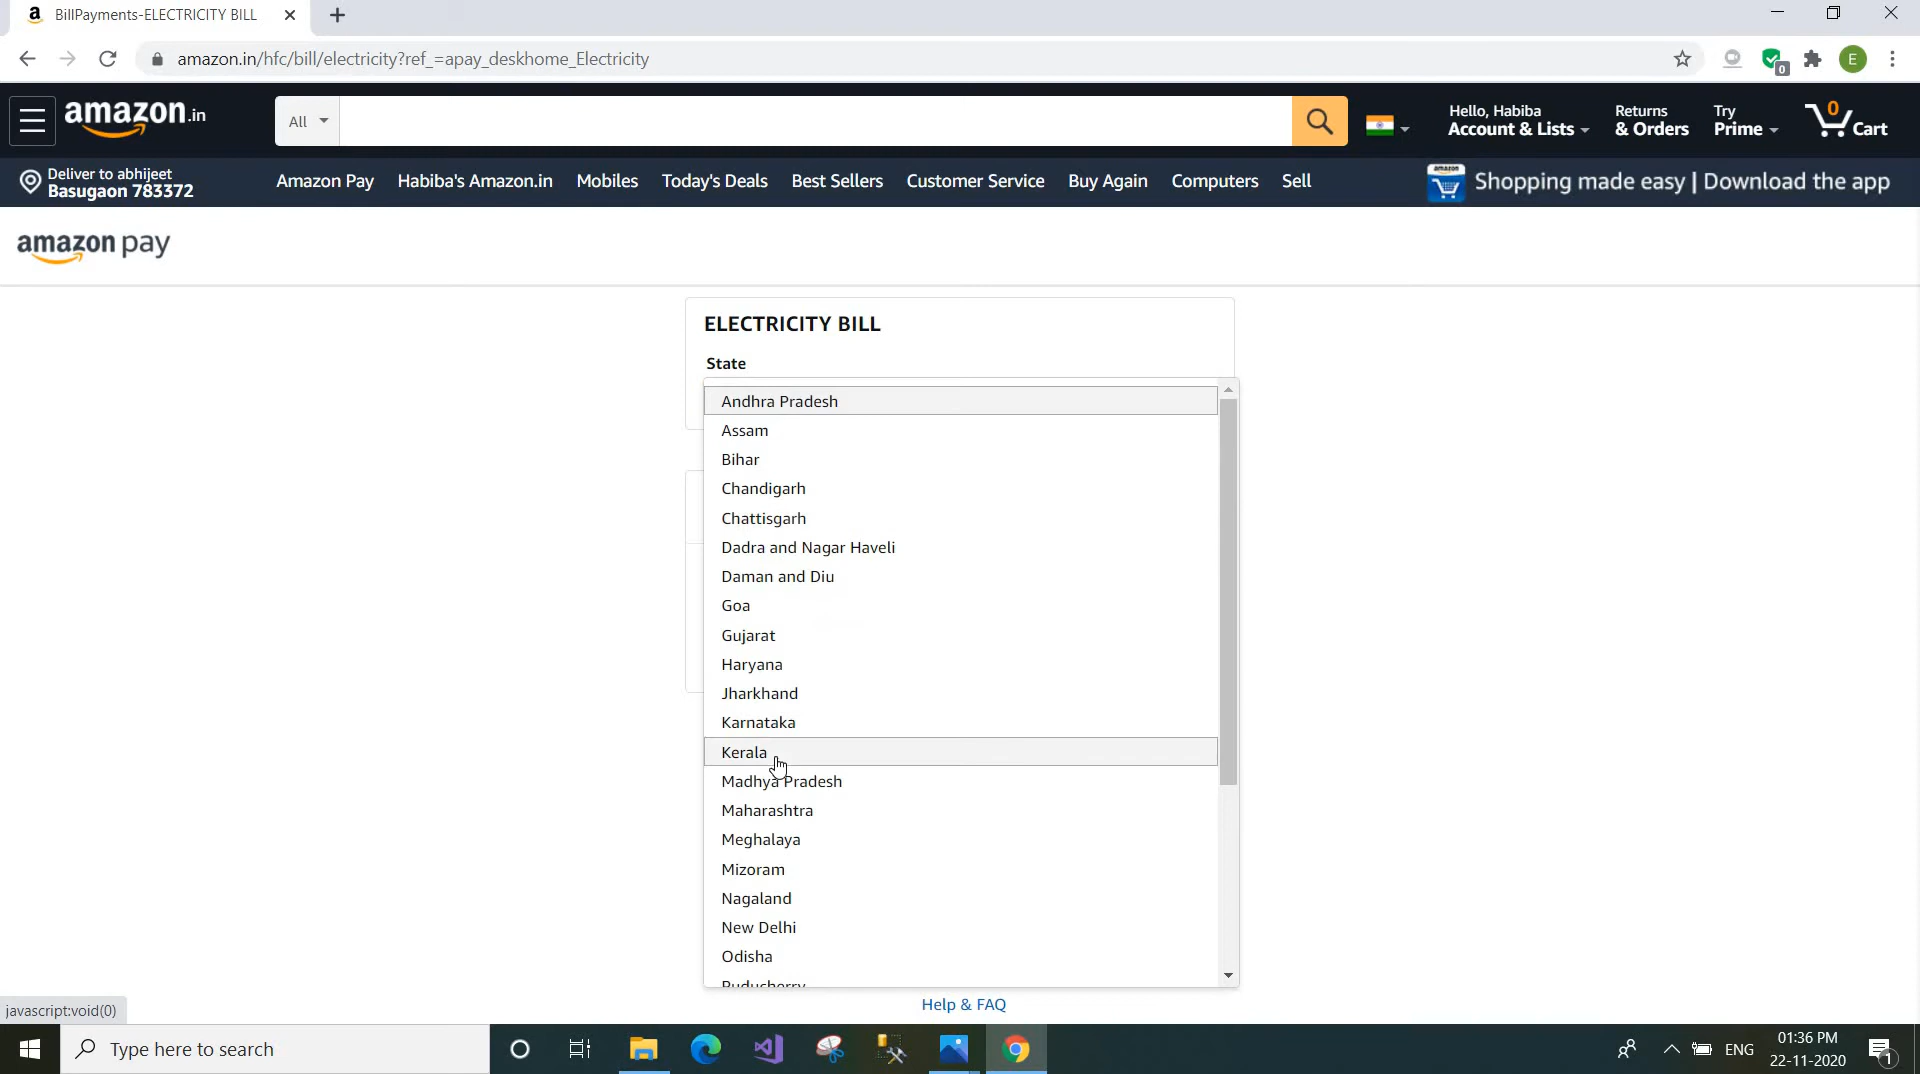 BillPayments-ELECTRICITY BILL
amazon.in/hfc/bill/electricity?ref_=apay_deskhome_Electricity
0
E
amazon.in
All
Hello, Habiba
Account & Lists
Returns
& Orders
Try
Prime
0
Cart
Deliver to abhijeet
Basugaon 783372
Amazon Pay
Habiba's Amazon.in
Mobiles
Today's Deals
Best Sellers
Customer Service
Buy Again
Computers
Sell
amazon
Shopping made easy | Download the app
amazon pay
ELECTRICITY BILL
State
Andhra Pradesh
Assam
Bihar
Chandigarh
Chattisgarh
Dadra and Nagar Haveli
Daman and Diu
Goa
Gujarat
Haryana
Jharkhand
Karnataka
Kerala
Madhya Pradesh
Maharashtra
Meghalaya
Mizoram
Nagaland
New Delhi
Odisha
Puducherry
Help & FAQ
javascript:void(0)
Type here to search
ENG
01:36 PM
22-11-2020
1